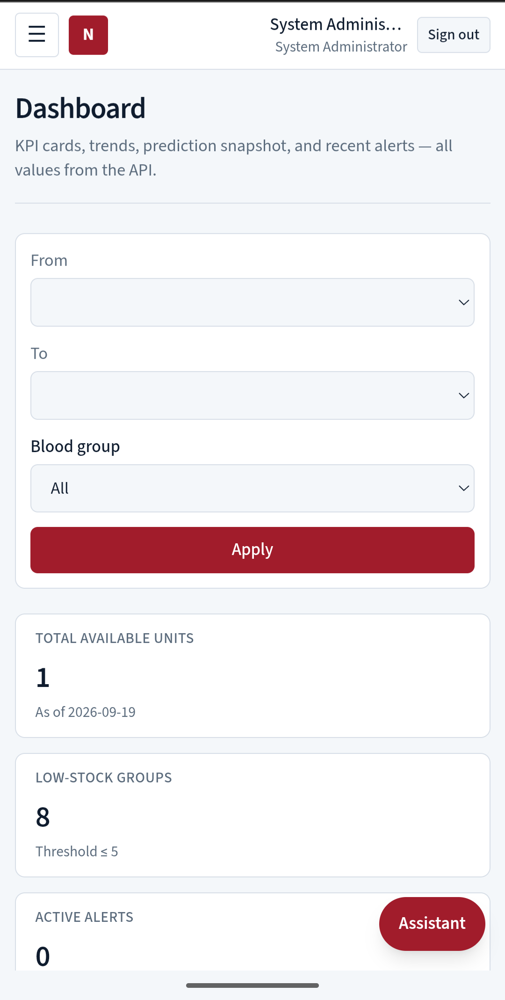 ☰
N
System Adminis...
System Administrator
Sign out
Dashboard
KPI cards, trends, prediction snapshot, and recent alerts — all
values from the API.
From
To
Blood group
All
Apply
TOTAL AVAILABLE UNITS
1
As of 2026-09-19
LOW-STOCK GROUPS
8
Threshold ≤ 5
ACTIVE ALERTS
0
Assistant